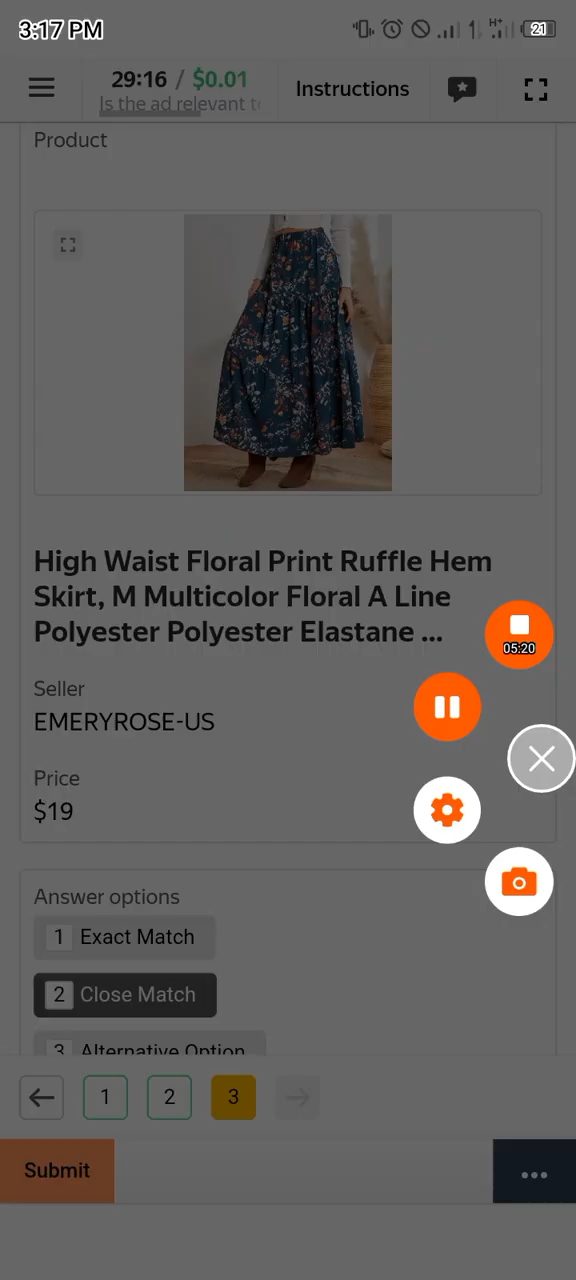 3:17 PM
H+
21
29:16 / $0.01
Is the ad relevant to
Instructions
Product
High Waist Floral Print Ruffle Hem
Skirt, M Multicolor Floral A Line
Polyester Polyester Elastane ...
05:20
Seller
EMERYROSE-US
Price
$19
Answer options
1 Exact Match
2 Close Match
3 Alternative Option
1 2 3
Submit
...